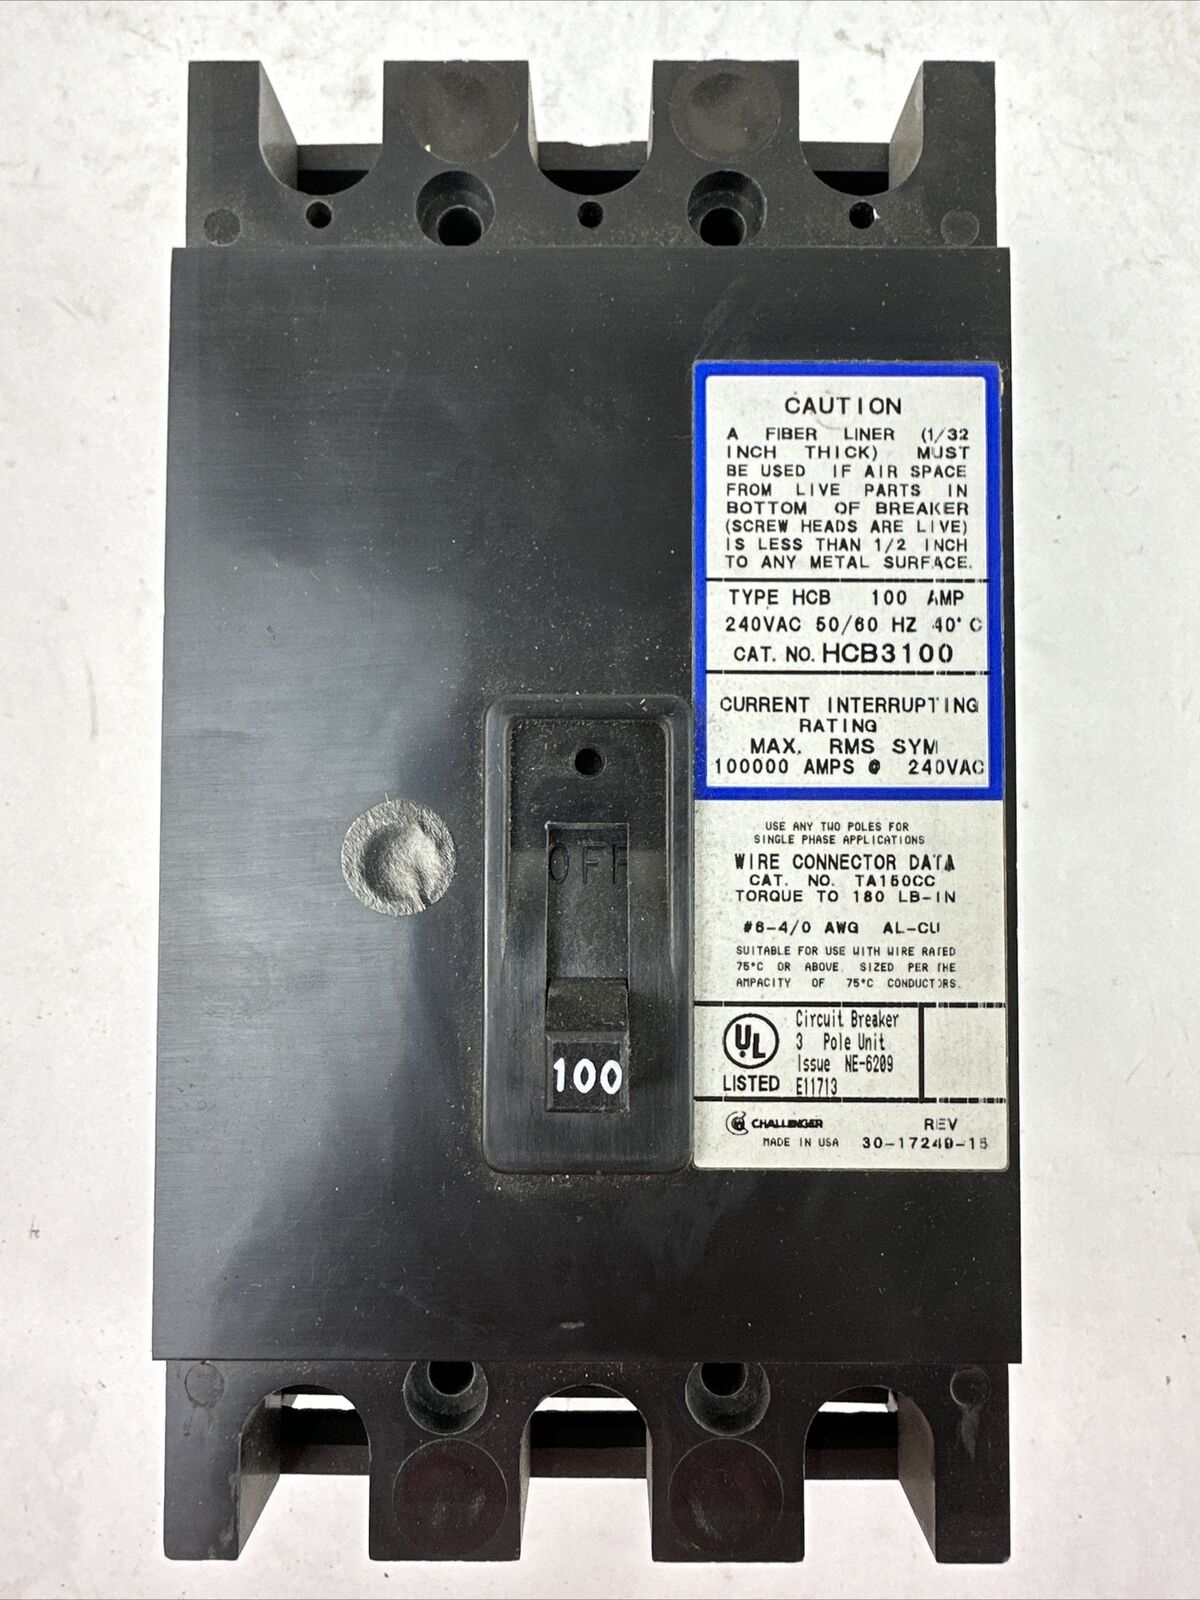 CAUTION
A FIBER LINER (1/32
INCH THICK) MUST
BE USED IF AIR SPACE
FROM LIVE PARTS IN
BOTTOM OF BREAKER
(SCREW HEADS ARE LIVE)
IS LESS THAN 1/2 INCH
TO ANY METAL SURFACE.
TYPE HCB 100 AMP
240VAC 50/60 HZ 40°C
CAT. NO. HCB3100
CURRENT INTERRUPTING
RATING
MAX. RMS SYM
100000 AMPS @ 240VAC
USE ANY TWO POLES FOR
SINGLE PHASE APPLICATIONS
WIRE CONNECTOR DATA
CAT. NO. TA150CC
TORQUE TO 180 LB-IN
#6-4/0 AWG AL-CU
SUITABLE FOR USE WITH WIRE RATED
75°C OR ABOVE. SIZED PER THE
AMPACITY OF 75°C CONDUCTORS.
UL
LISTED
Circuit Breaker
3 Pole Unit
Issue NE-6209
E11713
CHALLENGER
MADE IN USA
REV
30-17249-15
OFF
100